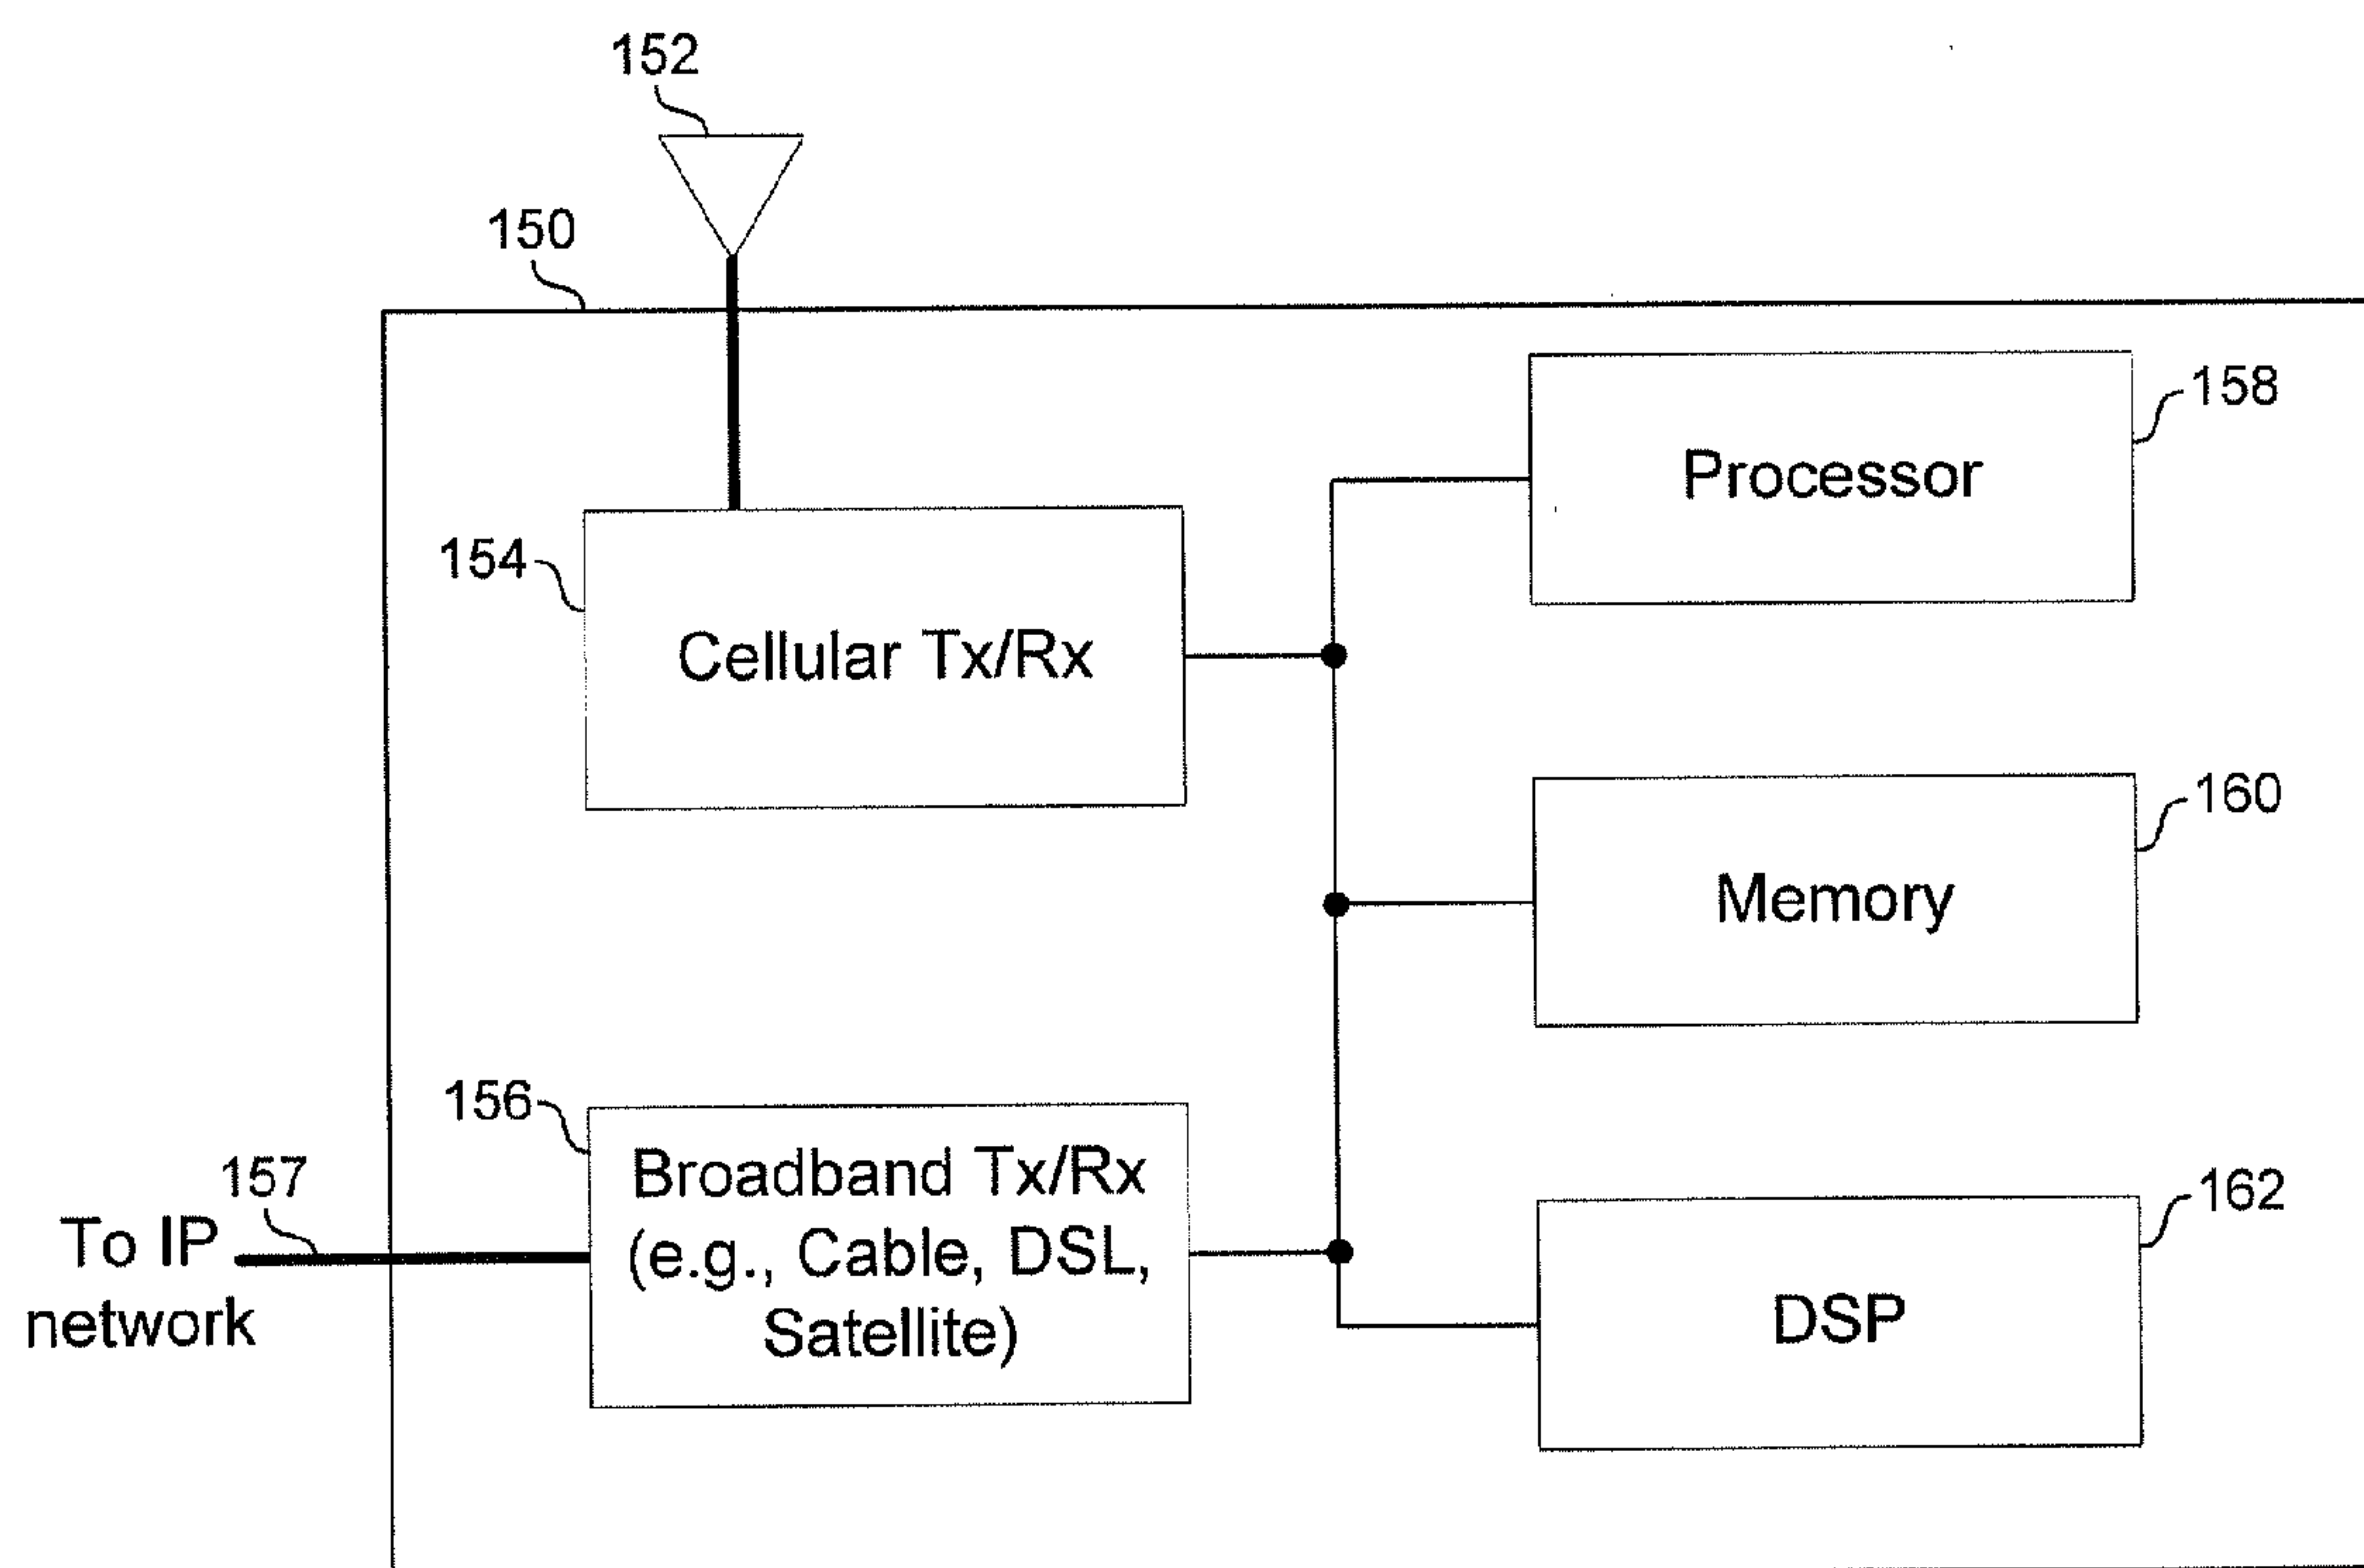 152
150
158
Processor
154
Cellular Tx/Rx
160
Memory
156
Broadband Tx/Rx
(e.g., Cable, DSL,
Satellite)
157
To IP
network
162
DSP